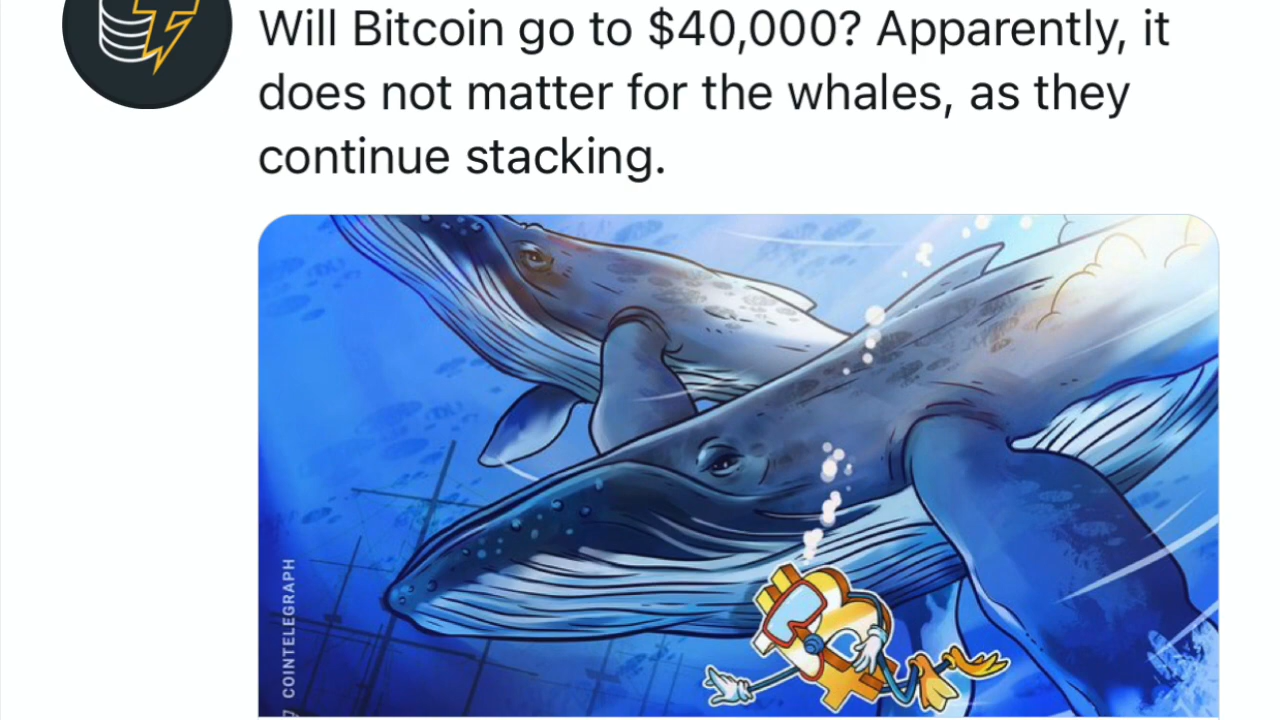 Will Bitcoin go to $40,000? Apparently, it
does not matter for the whales, as they
continue stacking.
COINTELEGRAPH